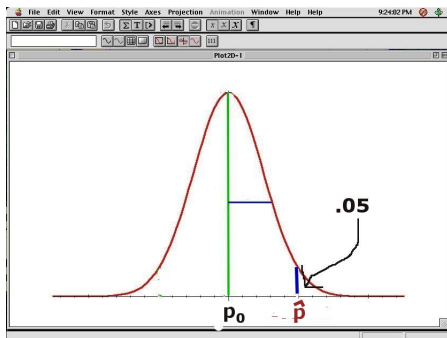 File Edit View Format Style Axes Projection Animation Window Help Help 9:24:02 PM
Σ T x x X ¶
Plot2D-1
.05
p₀ p̂